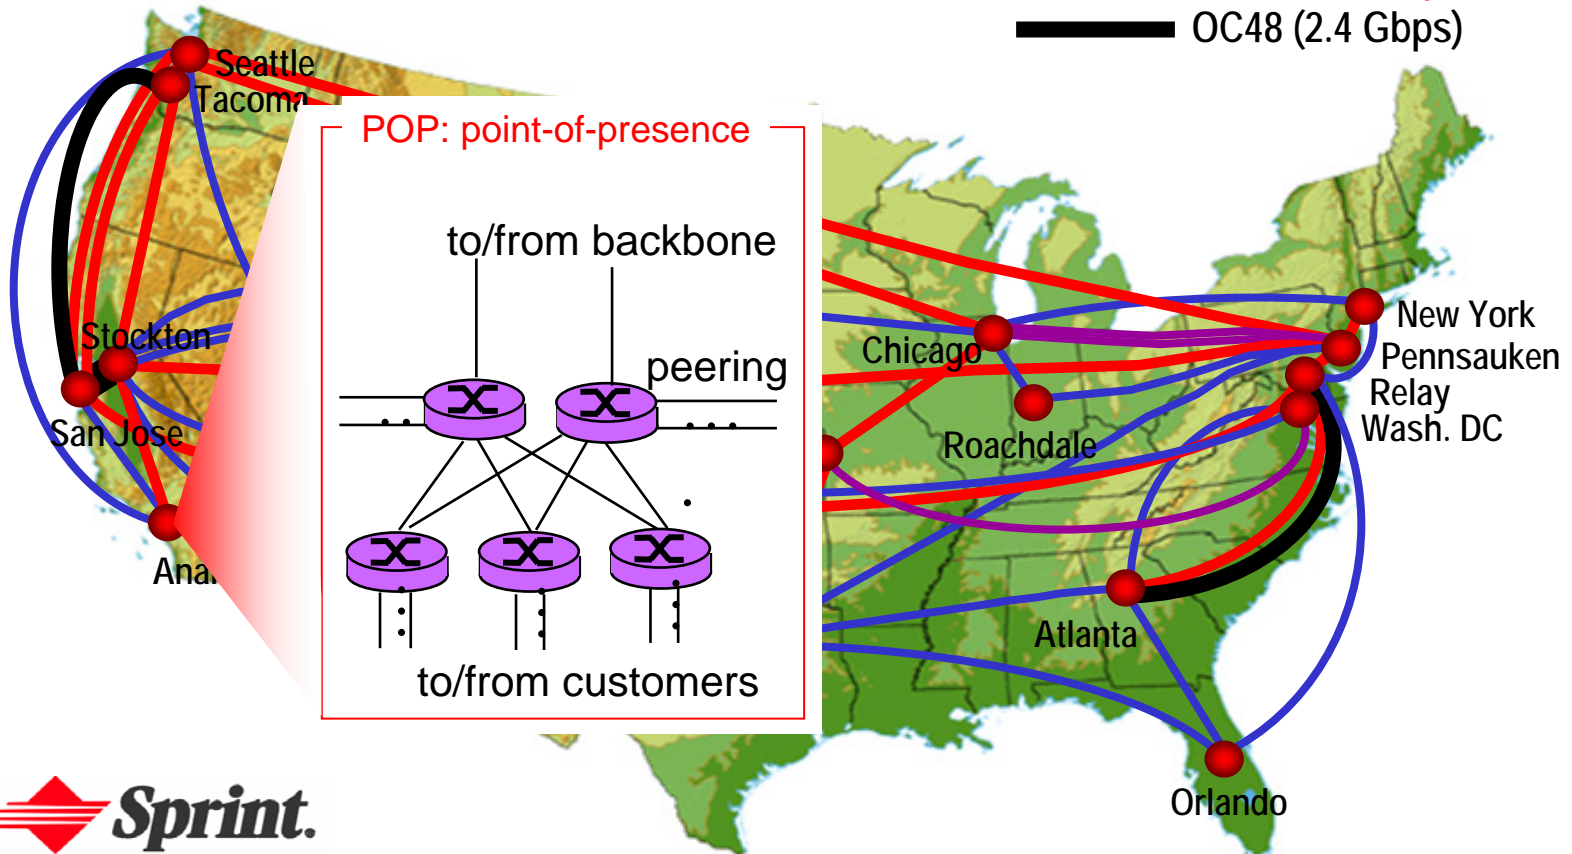 OC48 (2.4 Gbps)
Seattle
Tacoma
POP: point-of-presence
to/from backbone
peering
Stockton
San Jose
Chicago
Roachdale
New York
Pennsauken
Relay
Wash. DC
Atlanta
to/from customers
Orlando
Sprint.